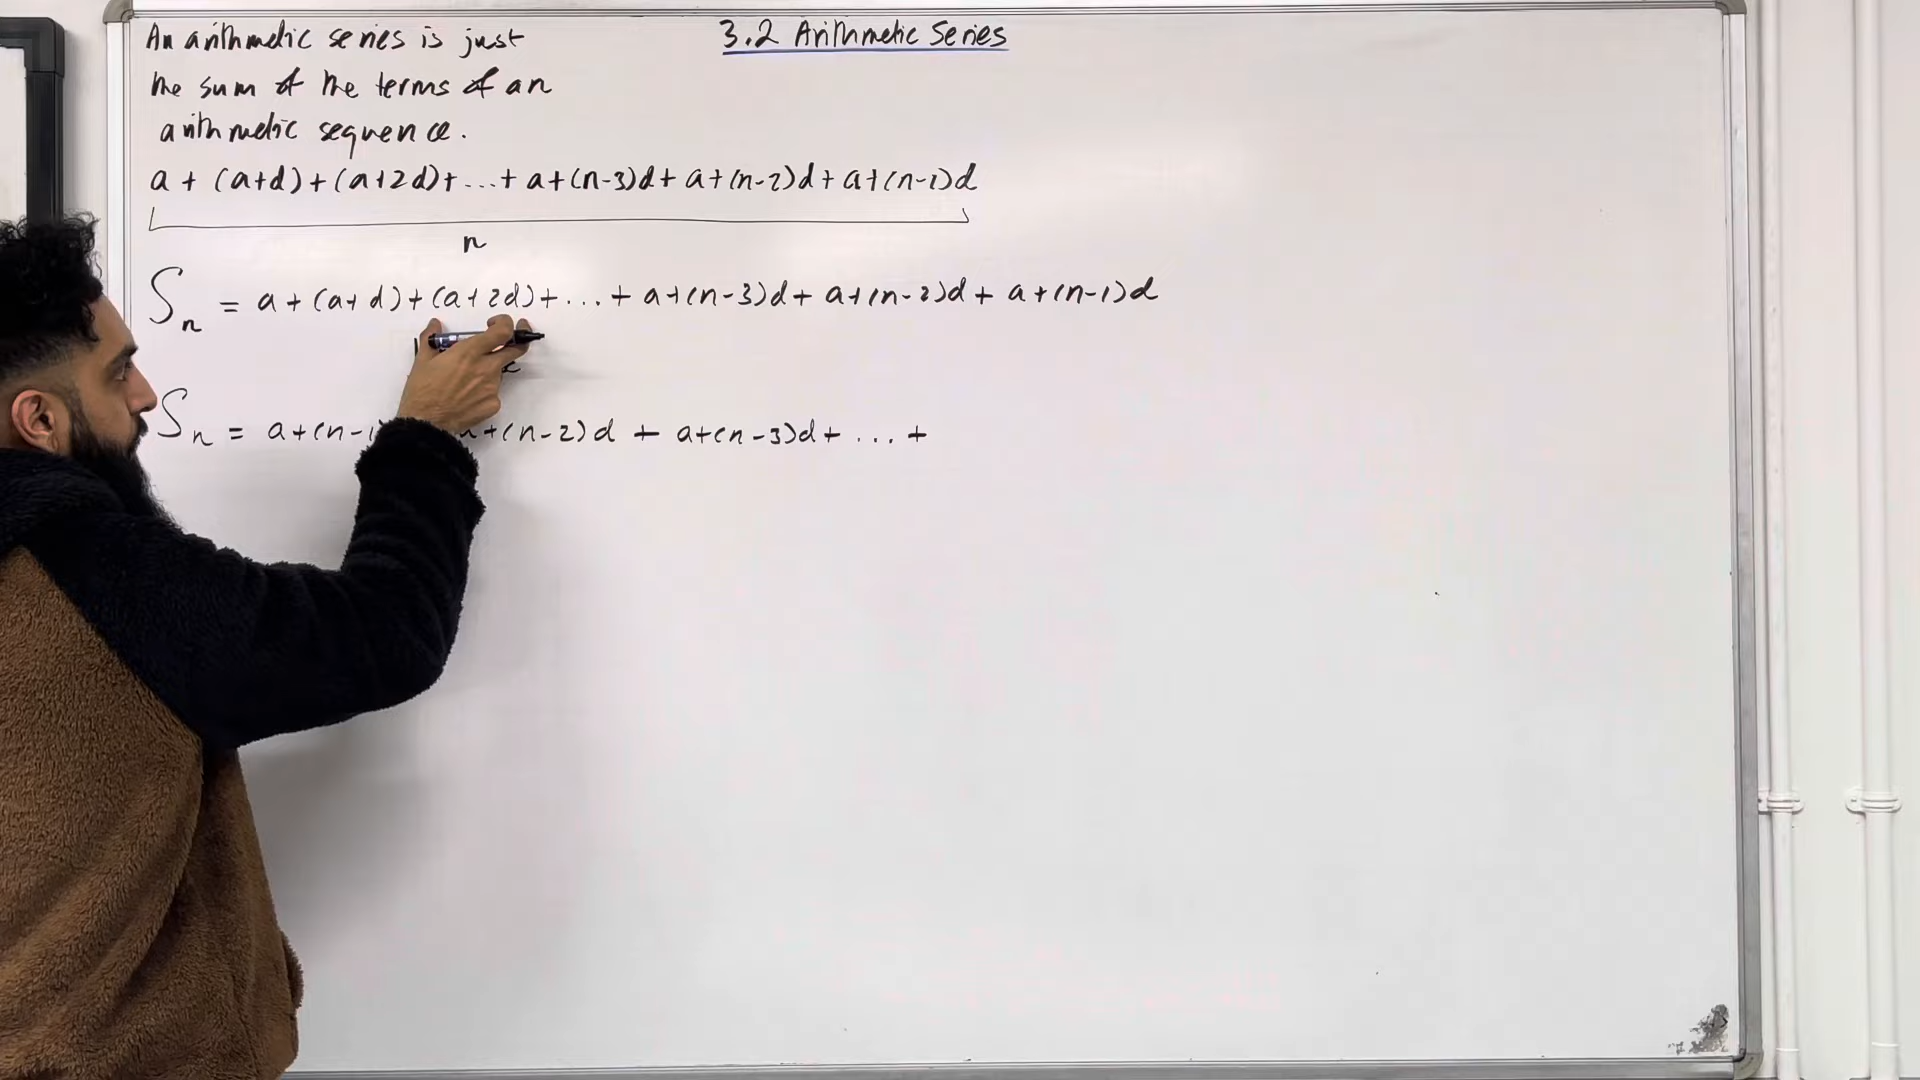 3.2 Arithmetic Series
An arithmetic series is just
the sum of the terms of an
arithmetic sequence.
a + (a+d)+(a+2d)+...+ a+(n-3)d+ a+(n-2)d+ a+(n-1)d
n
Sn = a+(a+d)+(a+2d)+...+ a+(n-3)d+ a+(n-2)d+ a+(n-1)d
Sn = a+(n-1 +(n-2)d + a+(n-3)d+ ... +